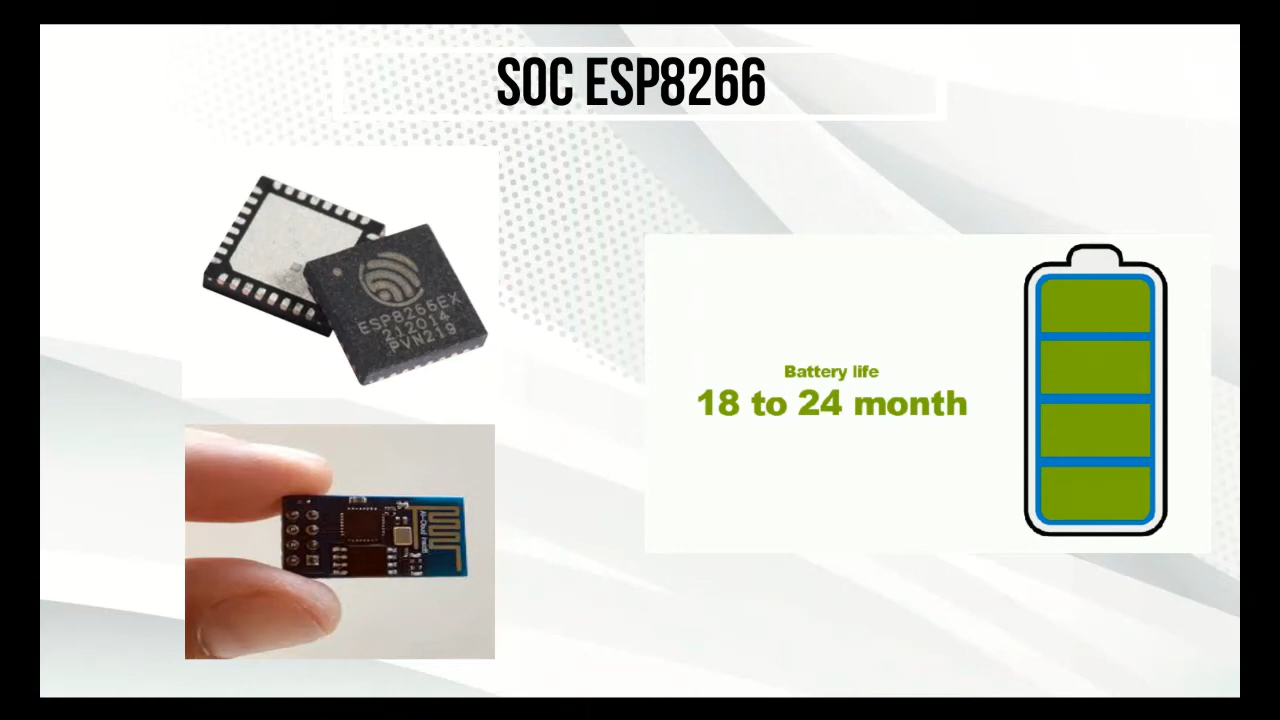 SOC ESP8266
ESP8266EX
212014
PVN219
Battery life
18 to 24 month